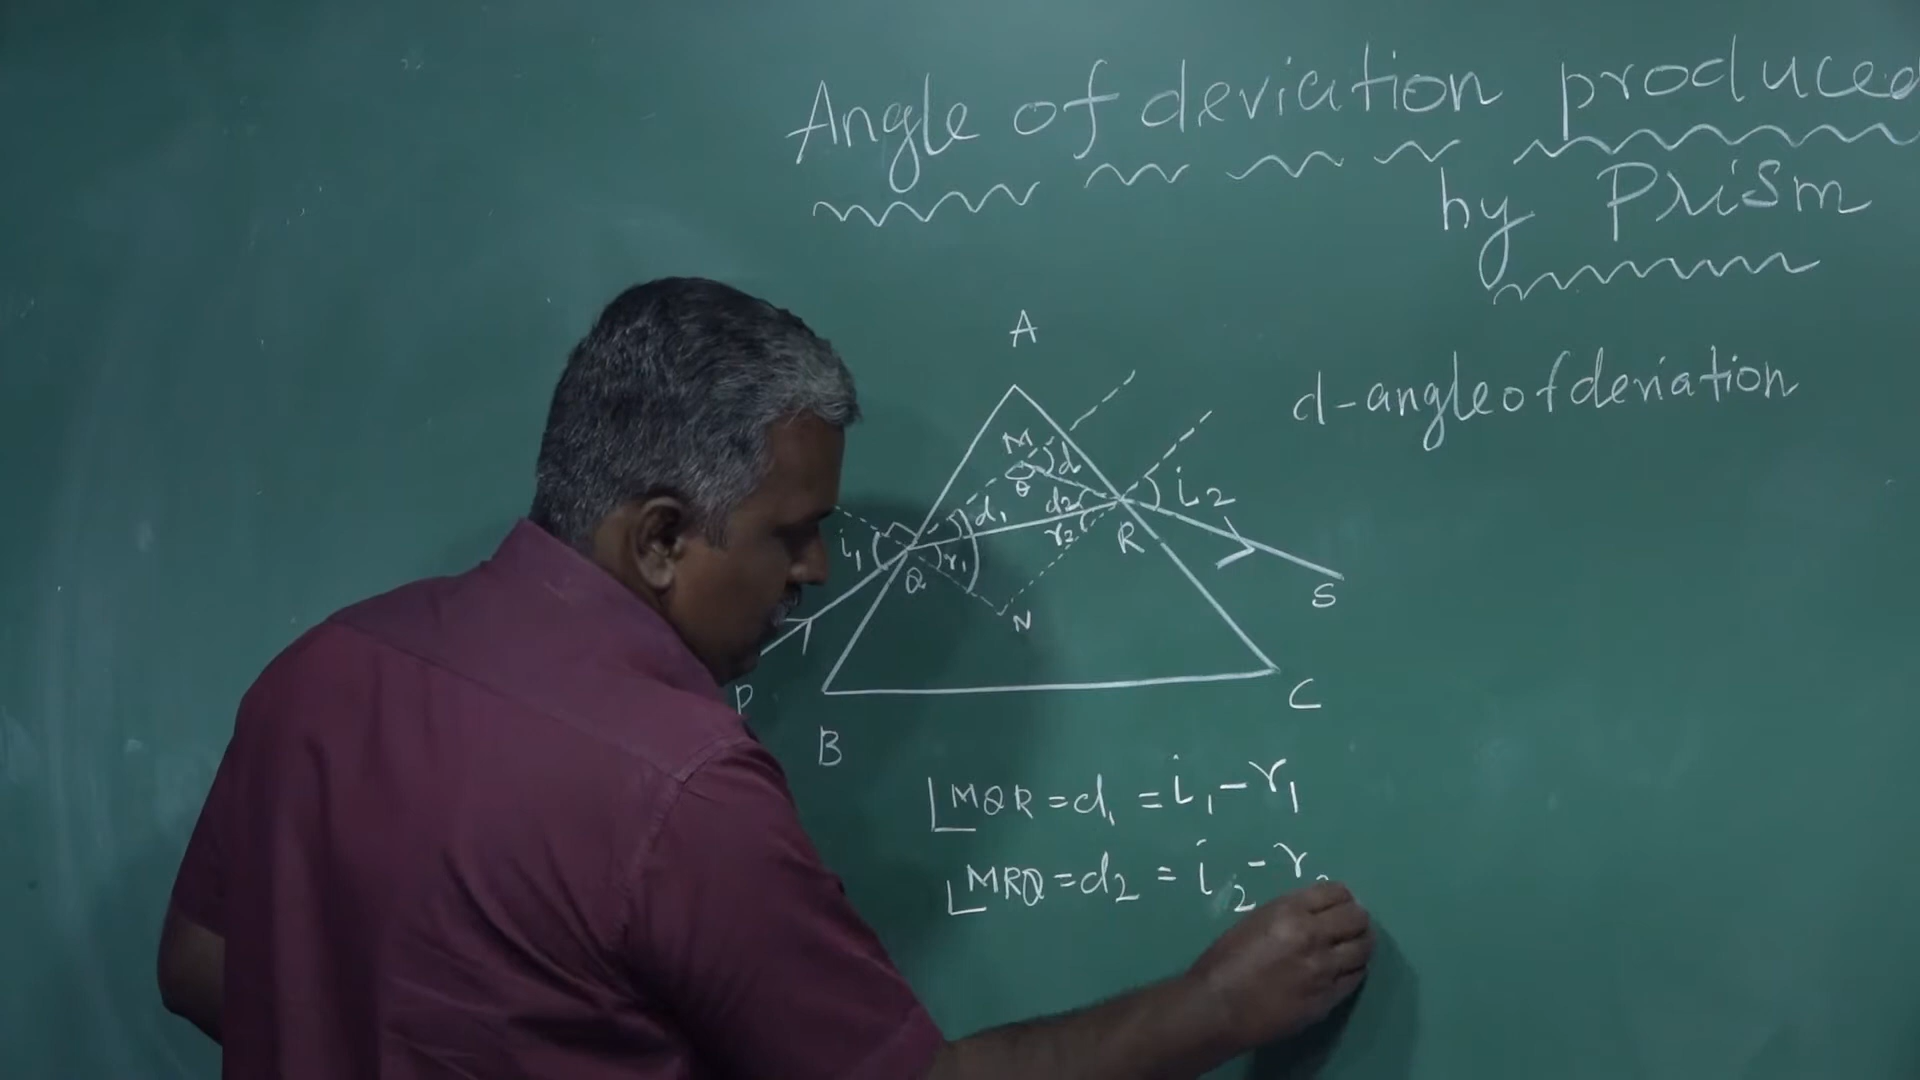 Angle of deviation produced
by Prism
d-angle of deviation
A
M
d
θ
d1
d2
i2
i1
r1
r2
Q
R
N
S
P
B
C
∟MQR = d1 = i1 - r1
∟MRQ = d2 = i2 - r2